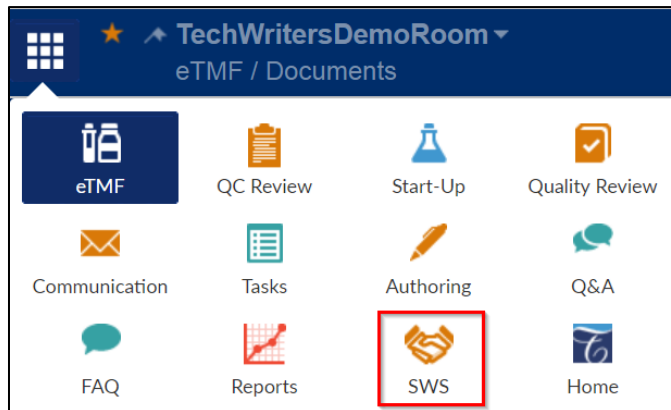 TechWritersDemoRoom
eTMF / Documents
eTMF QC Review Start-Up Quality Review
Communication Tasks Authoring Q&A
FAQ Reports SWS Home